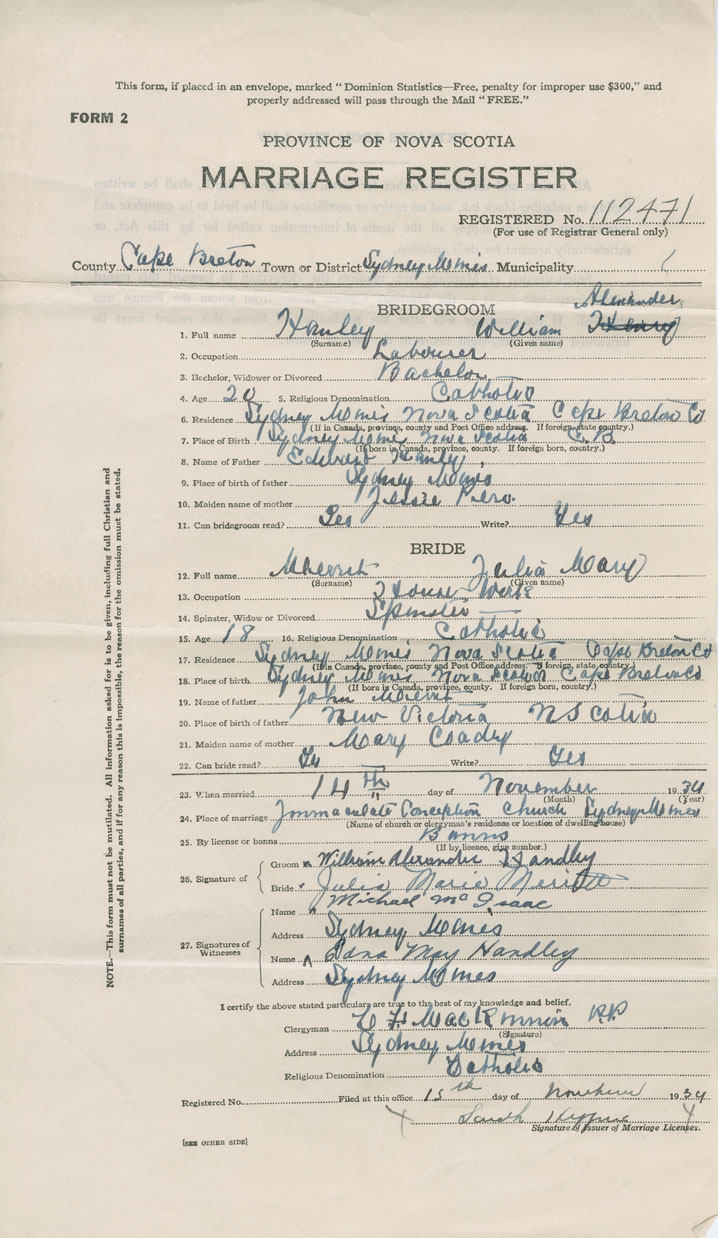 This form, if placed in an envelope, marked “ Dominion Statistics—Free, penalty for improper use $300,” and
properly addressed will pass through the Mail “FREE.”
FORM 2
PROVINCE OF NOVA SCOTIA
MARRIAGE REGISTER
REGISTERED No. 112471
(For use of Registrar General only)
County Cape Breton Town or District Sydney Mines Municipality
BRIDEGROOM Alexander
1. Full name Hanley William Henry
(Surname) (Given name)
2. Occupation Labourer
3. Bachelor, Widower or Divorced Bachelor
4. Age 20 5. Religious Denomination Catholic
6. Residence Sydney Mines Nova Scotia Cape Breton Co
(If in Canada, province, county and Post Office address. If foreign, state country.)
7. Place of Birth Sydney Mines Nova Scotia C.B.
(If born in Canada, province, county. If foreign born, country.)
8. Name of Father Edward Hanley
9. Place of birth of father Sydney Mines
10. Maiden name of mother Jessie Pero.
11. Can bridegroom read? Yes Write? Yes
BRIDE
12. Full name Julia Mary
(Surname) (Given name)
13. Occupation House Work
14. Spinster, Widow or Divorced Spinster
15. Age 18 16. Religious Denomination Catholic
17. Residence Sydney Mines Nova Scotia Cape Breton Co
(If in Canada, province, county and Post Office address. If foreign, state country.)
18. Place of birth Sydney Mines Nova Scotia Cape Breton Co
(If born in Canada, province, county. If foreign born, country.)
19. Name of father John
20. Place of birth of father New Victoria N Scotia
21. Maiden name of mother Mary Coady
22. Can bride read? Yes Write? Yes
23. When married 14th day of November 1934
(Month) (Year)
24. Place of marriage Immaculate Conception Church Sydney Mines
(Name of church or clergyman's residence or location of dwelling house)
25. By license or banns Banns
(If by licence, give number.)
26. Signature of Groom William Alexander Handley
Bride Julia Marie Meritt
27. Signatures of Witnesses Name Michael McIsaac
Address Sydney Mines
Name Edna May Handley
Address Sydney Mines
I certify the above stated particulars are true to the best of my knowledge and belief.
Clergyman MacKinnon P.P.
(Signature)
Address Sydney Mines
Religious Denomination Catholic
Registered No. Filed at this office 15th day of November 1934
Sarah
Signature of Issuer of Marriage Licenses.
[SEE OTHER SIDE]
NOTE.—This form must not be mutilated. All information asked for is to be given, including full Christian and
surnames of all parties, and if for any reason this is impossible, the reason for the omission must be stated.